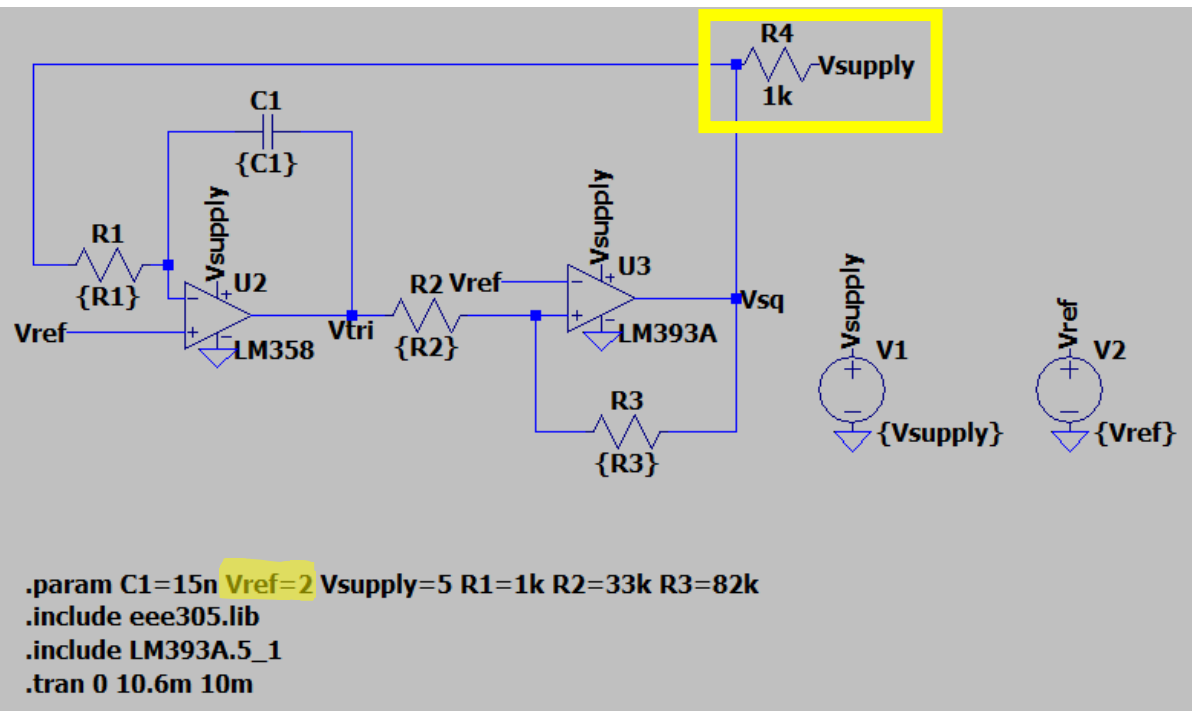 R4
Vsupply
1k
C1
{C1}
Vsupply
Vsupply
R1
{R1}
U2
R2
Vref
U3
Vsq
Vref
Vtri
LM358
{R2}
LM393A
Vsupply
V1
Vref
V2
R3
{R3}
{Vsupply}
{Vref}
.param C1=15n Vref=2 Vsupply=5 R1=1k R2=33k R3=82k
.include eee305.lib
.include LM393A.5_1
.tran 0 10.6m 10m